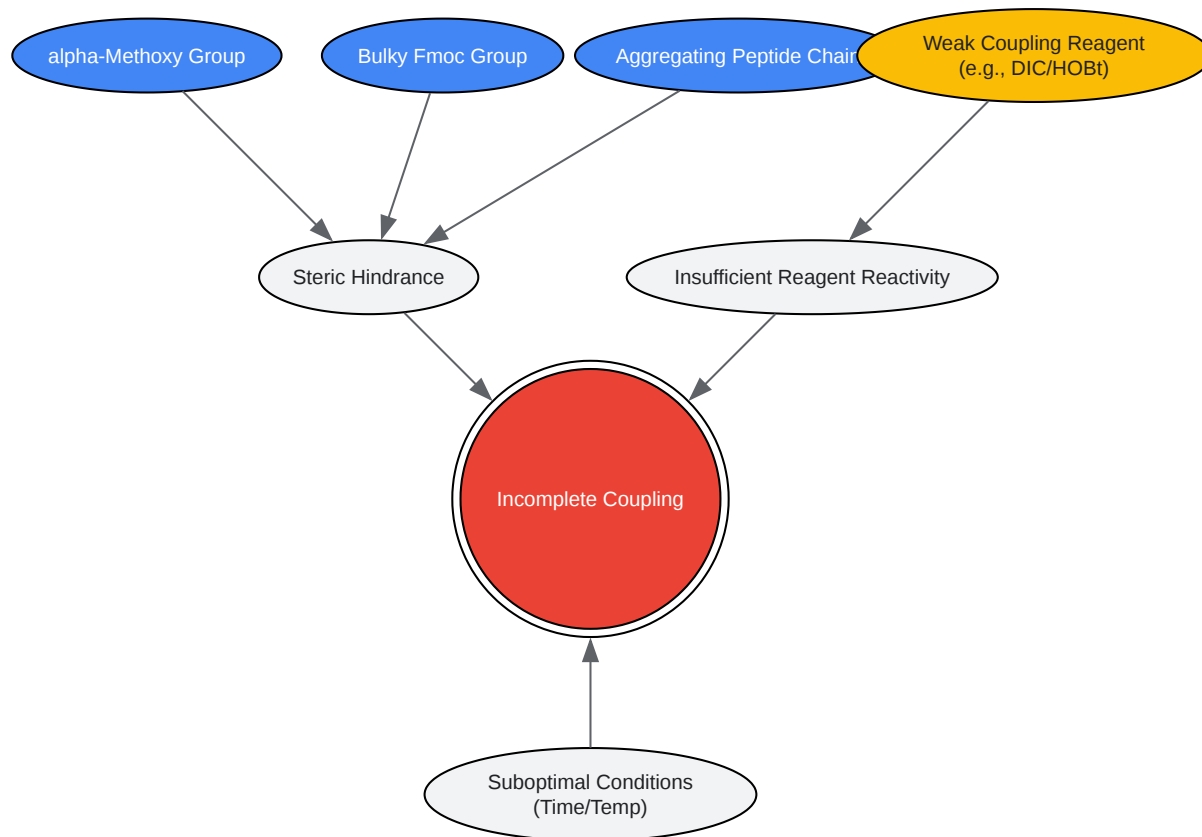 alpha-Methoxy Group
Bulky Fmoc Group
Aggregating Peptide Chain
Weak Coupling Reagent
(e.g., DIC/HOBt)
Steric Hindrance
Insufficient Reagent Reactivity
Incomplete Coupling
Suboptimal Conditions
(Time/Temp)